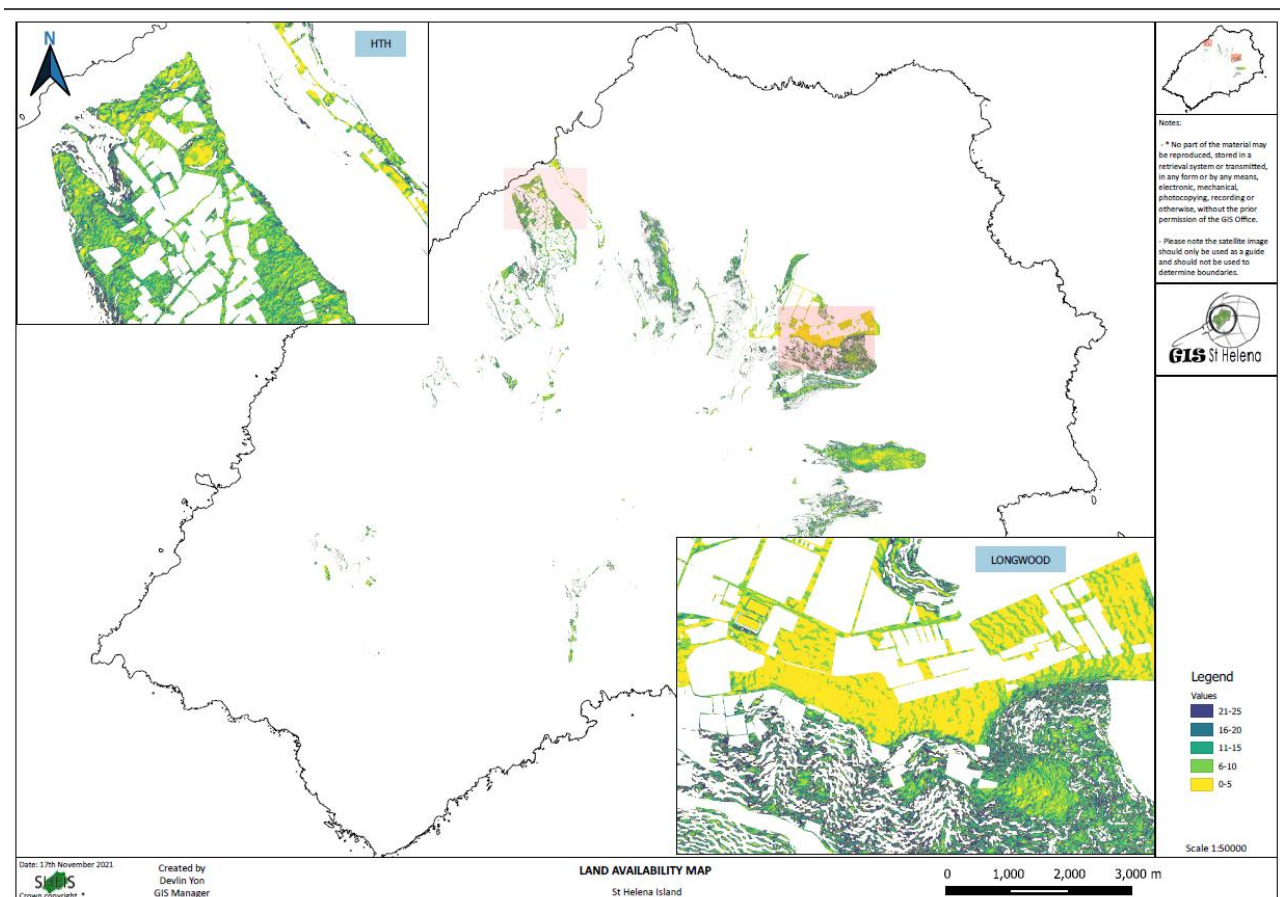 N
HTH
Notes:
- * No part of the material may
be reproduced, stored in a
retrieval system or transmitted,
in any form or by any means,
electronic, mechanical,
photocopying, recording or
otherwise, without the prior
permission of the GIS Office.
- Please note the satellite image
should only be used as a guide
and should not be used to
determine boundaries.
GIS St Helena
LONGWOOD
Legend
Values
21-25
16-20
11-15
6-10
0-5
Scale 1:50000
Date: 17th November 2021
Crown copyright *
Created by
Devlin Yon
GIS Manager
LAND AVAILABILITY MAP
St Helena Island
0 1,000 2,000 3,000 m